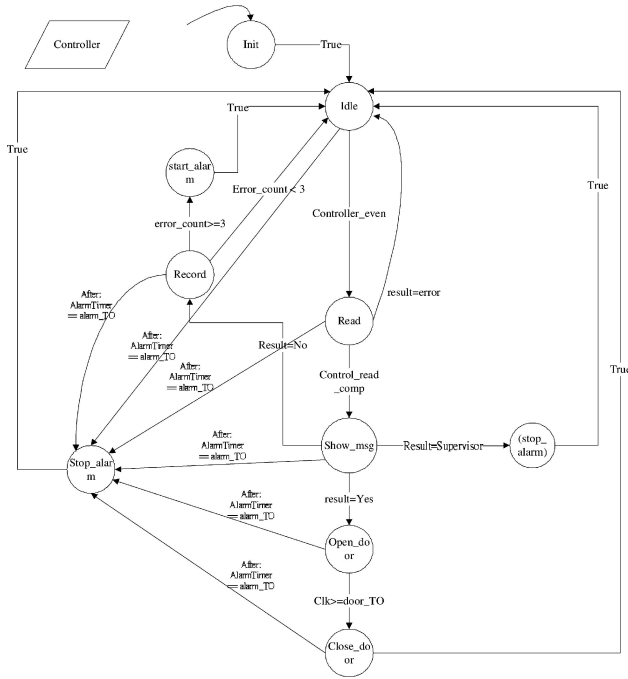 Controller
Init
True
Idle
True
True
start_alar
m
True
Error_count < 3
Controller_even
error_count>=3
Record
After:
AlarmTimer
== alarm_TO
result=error
Read
After:
AlarmTimer
== alarm_TO
Result=No
After:
AlarmTimer
== alarm_TO
Control_read
_comp
True
Show_msg
Result=Supervisor
(stop_
alarm)
After:
AlarmTimer
== alarm_TO
Stop_alar
m
result=Yes
After:
AlarmTimer
== alarm_TO
Open_do
or
After:
AlarmTimer
== alarm_TO
Clk>=door_TO
Close_do
or